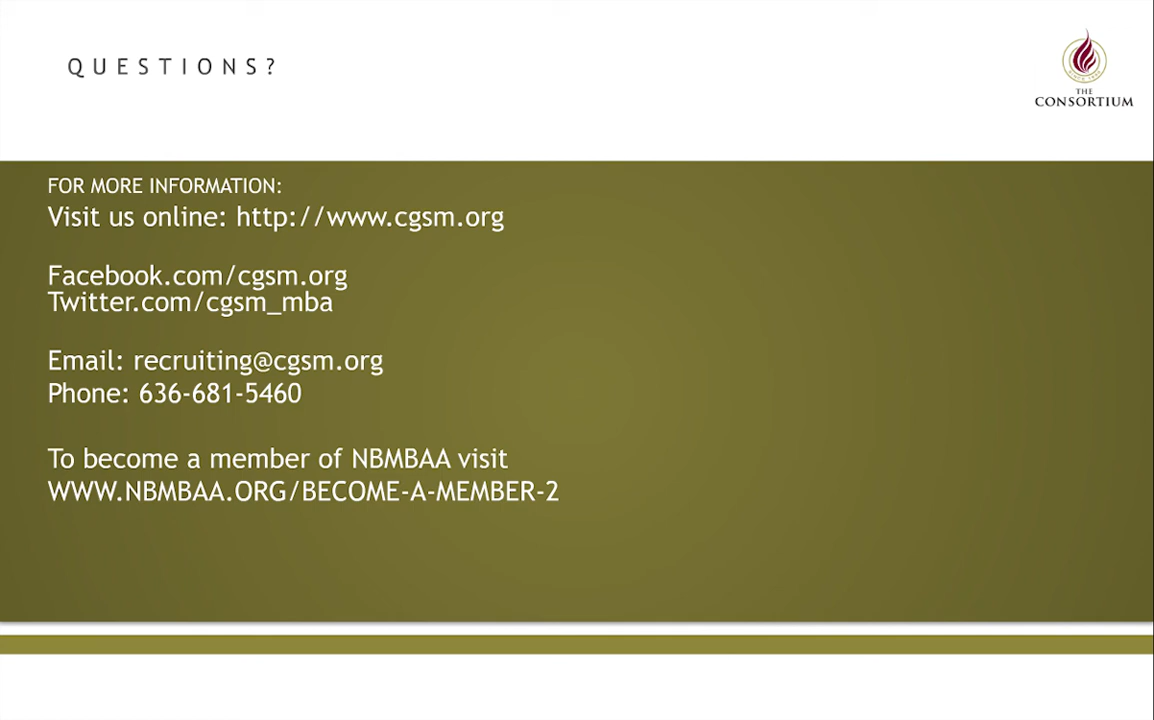 QUESTIONS?
THE
CONSORTIUM
FOR MORE INFORMATION:
Visit us online: http://www.cgsm.org
Facebook.com/cgsm.org
Twitter.com/cgsm_mba
Email: recruiting@cgsm.org
Phone: 636-681-5460
To become a member of NBMBAA visit
WWW.NBMBAA.ORG/BECOME-A-MEMBER-2